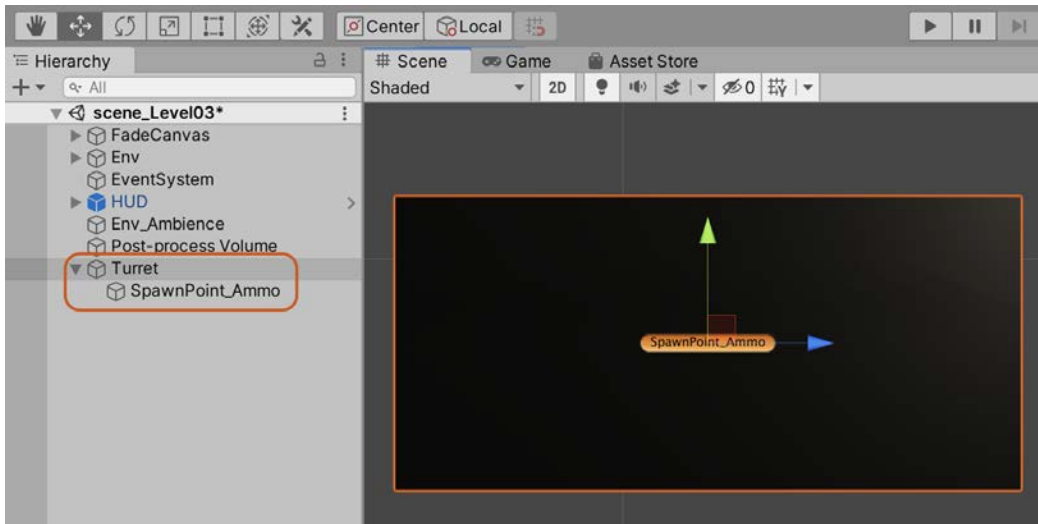 Center Local
Hierarchy
All
scene_Level03*
FadeCanvas
Env
EventSystem
HUD
Env_Ambience
Post-process Volume
Turret
SpawnPoint_Ammo
Scene Game Asset Store
Shaded 2D 0
SpawnPoint_Ammo